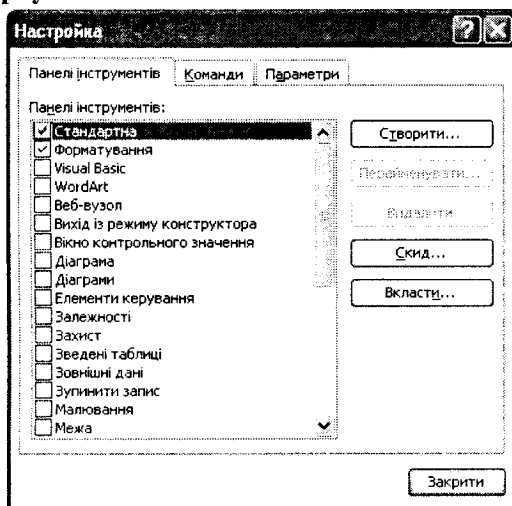 Настройка
Панелі інструментів
Команди
Параметри
Панелі інструментів:
Стандартна
Форматування
Visual Basic
WordArt
Веб-вузол
Вихід із режиму конструктора
Вікно контрольного значення
Діаграма
Діаграми
Елементи керування
Залежності
Захист
Зведені таблиці
Зовнішні дані
Зупинити запис
Малювання
Межа
Створити...
Перейменувати...
Видалити
Скид...
Вкласти...
Закрити